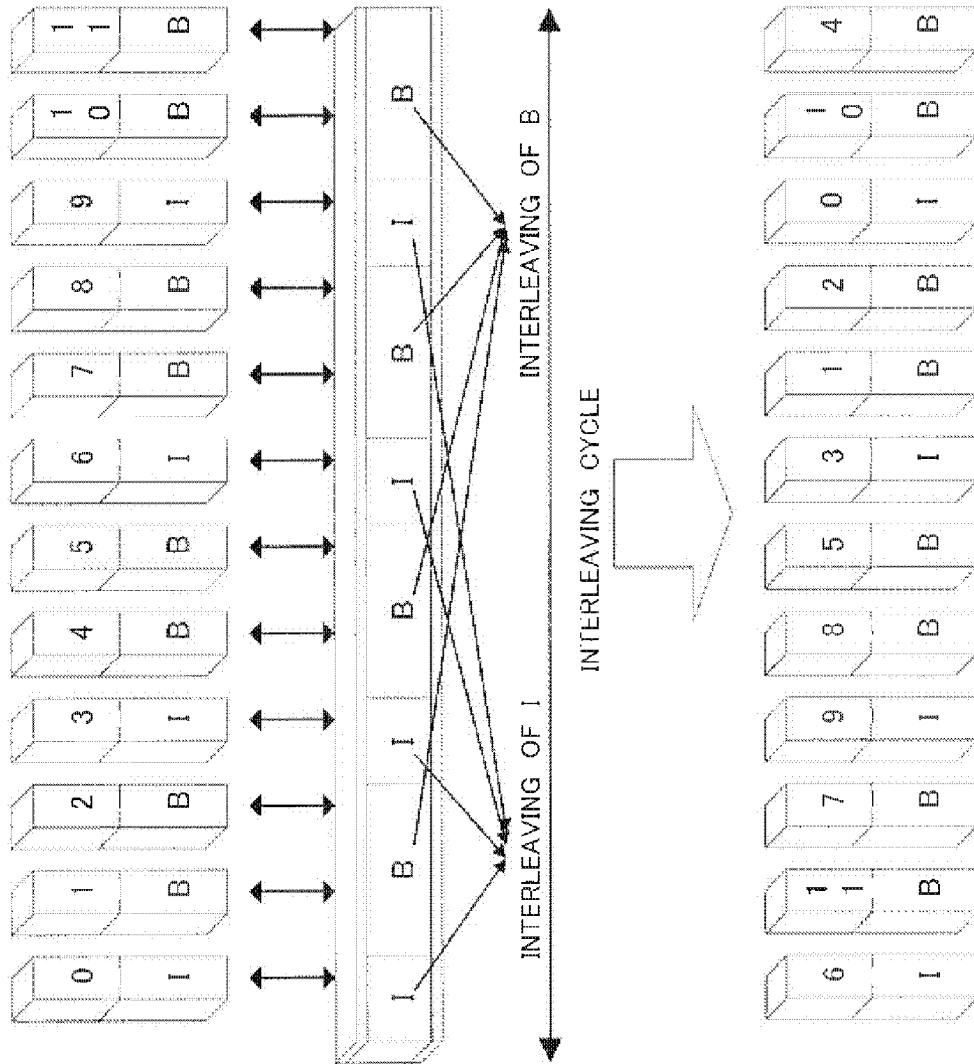 0 1 2 3 4 5 6 7 8 9 10 11
I B B I B B I B B I B B
I B I B I B I B
INTERLEAVING OF I INTERLEAVING OF B
INTERLEAVING CYCLE
6 11 7 9 8 5 3 1 2 0 10 4
I B B I B B I B B I B B